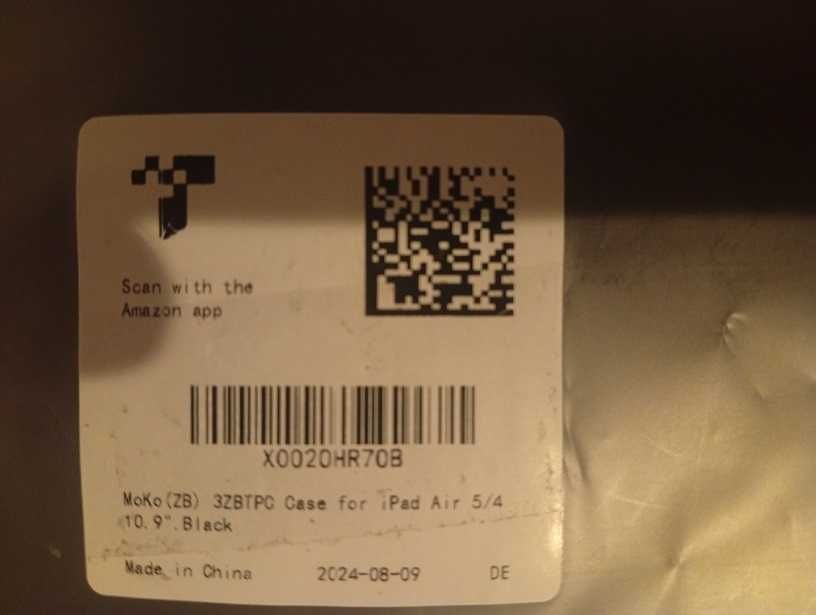 Scan with the
Amazon app
X0020HR70B
MoKo(ZB) 3ZBTPC Case for iPad Air 5/4
10.9".Black
Made in China 2024-08-09 DE